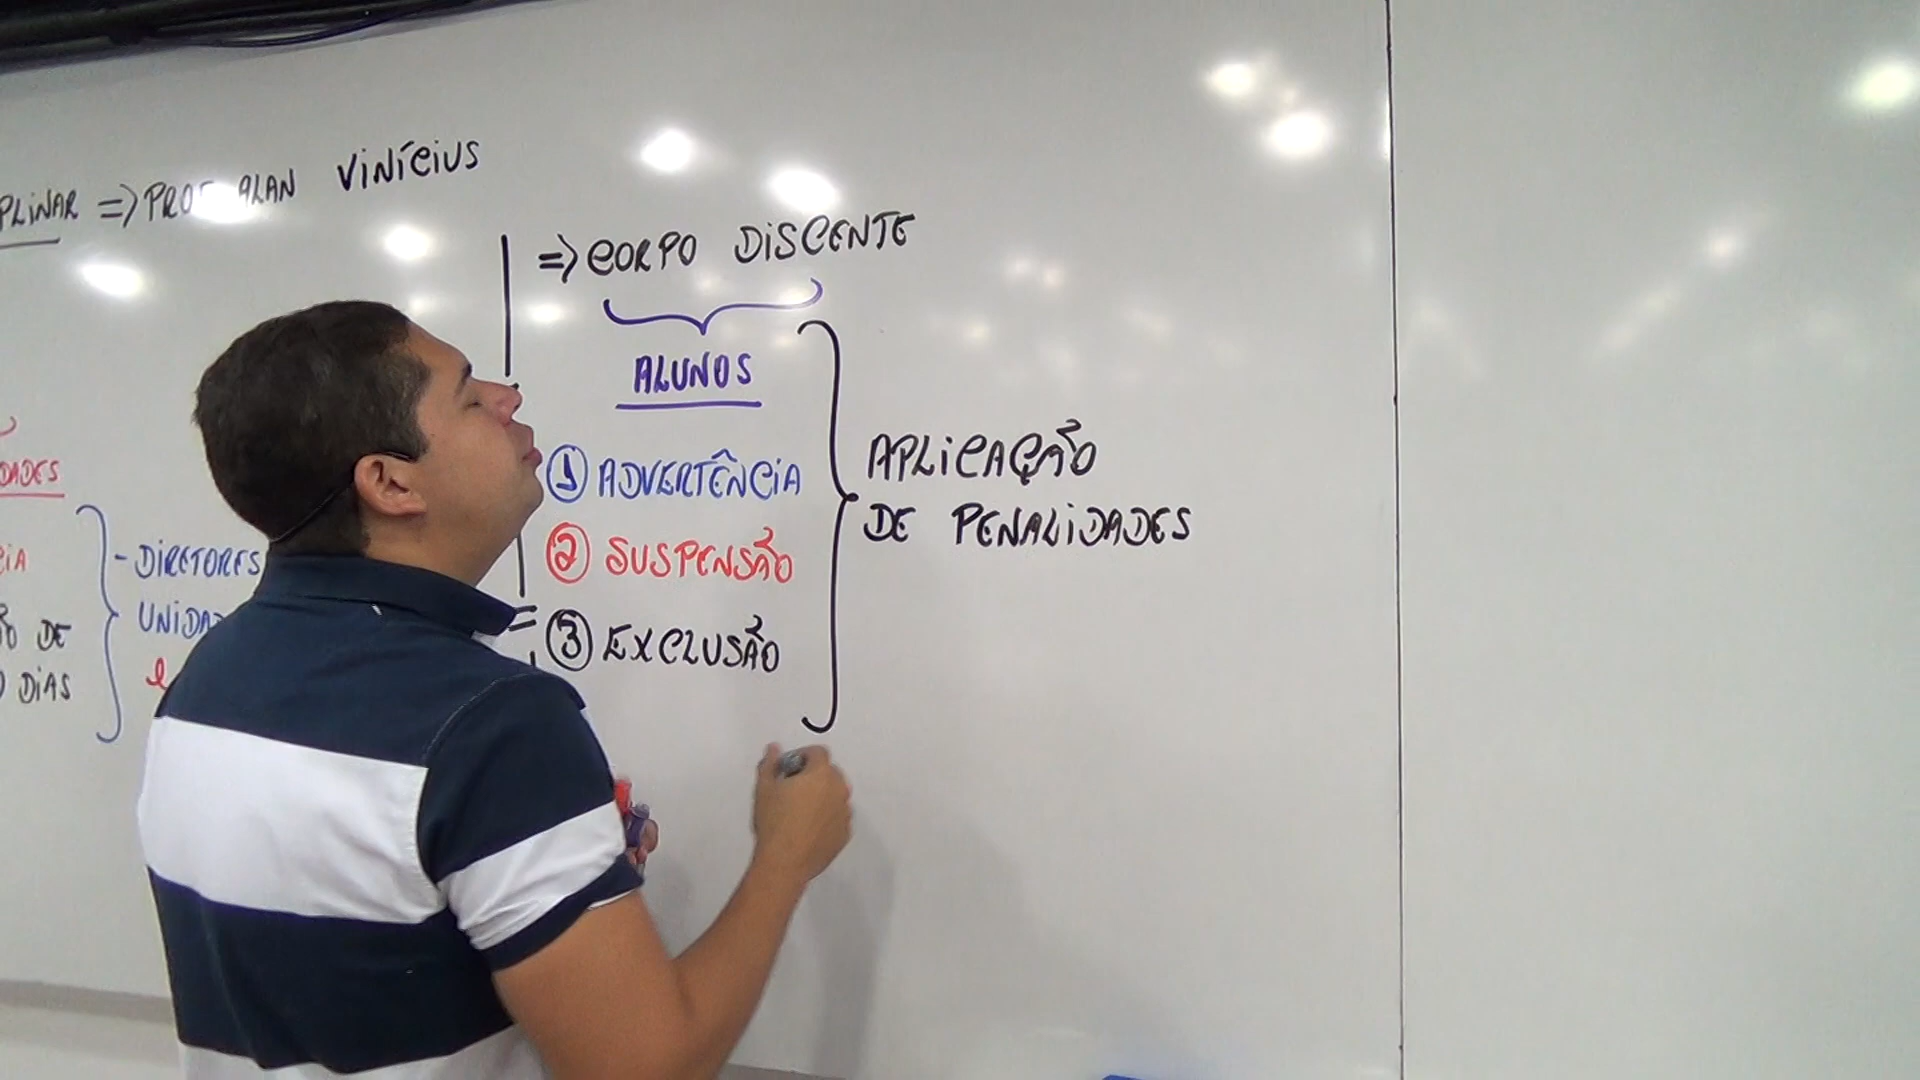 PLINAR => PROF ALAN VINÍCIUS
DADES
- DIRETORES
DE
DIAS
=> CORPO DISCENTE
ALUNOS
1 ADVERTÊNCIA
2 SUSPENSÃO
3 EXCLUSÃO
APLICAÇÃO
DE PENALIDADES